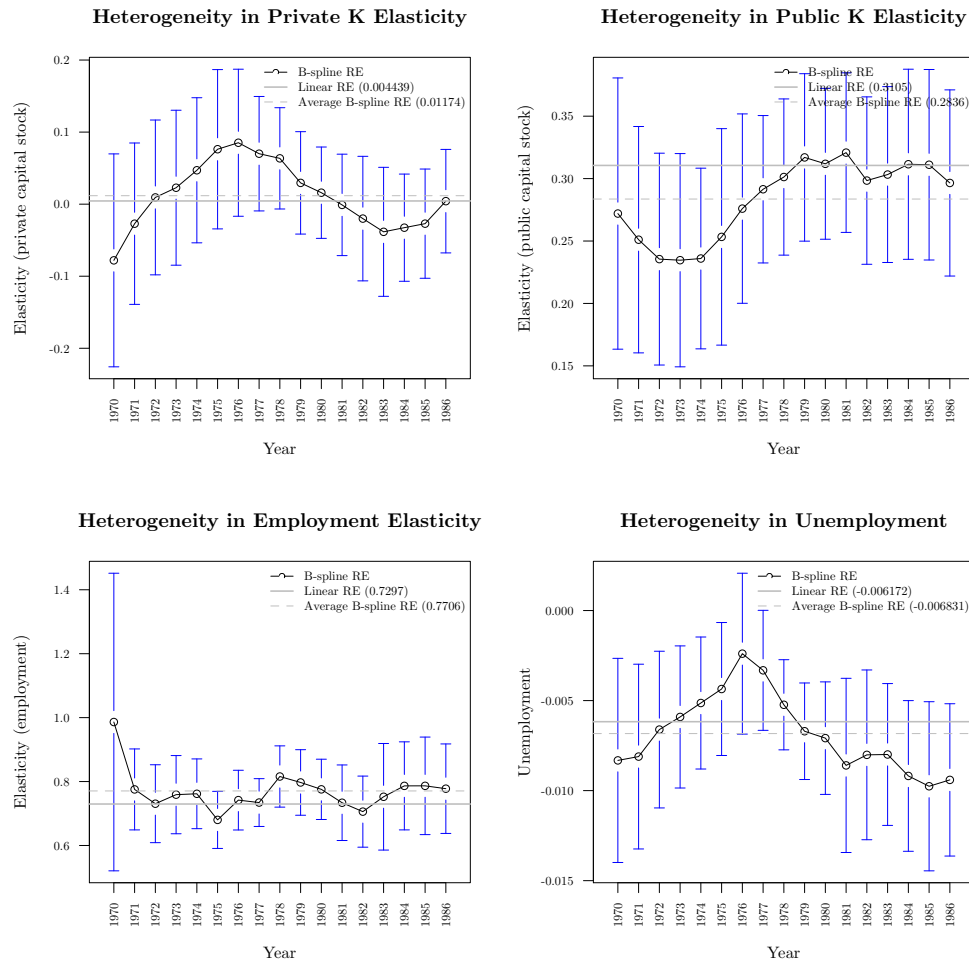 Heterogeneity in Private K Elasticity
Elasticity (private capital stock)
0.2
0.1
0.0
-0.1
-0.2
B-spline RE
Linear RE (0.004439)
Average B-spline RE (0.01174)
1970 1971 1972 1973 1974 1975 1976 1977 1978 1979 1980 1981 1982 1983 1984 1985 1986
Year
Heterogeneity in Public K Elasticity
Elasticity (public capital stock)
0.35
0.30
0.25
0.20
0.15
B-spline RE
Linear RE (0.3105)
Average B-spline RE (0.2836)
1970 1971 1972 1973 1974 1975 1976 1977 1978 1979 1980 1981 1982 1983 1984 1985 1986
Year
Heterogeneity in Employment Elasticity
Elasticity (employment)
1.4
1.2
1.0
0.8
0.6
B-spline RE
Linear RE (0.7297)
Average B-spline RE (0.7706)
1970 1971 1972 1973 1974 1975 1976 1977 1978 1979 1980 1981 1982 1983 1984 1985 1986
Year
Heterogeneity in Unemployment
Unemployment
0.000
-0.005
-0.010
-0.015
B-spline RE
Linear RE (-0.006172)
Average B-spline RE (-0.006831)
1970 1971 1972 1973 1974 1975 1976 1977 1978 1979 1980 1981 1982 1983 1984 1985 1986
Year